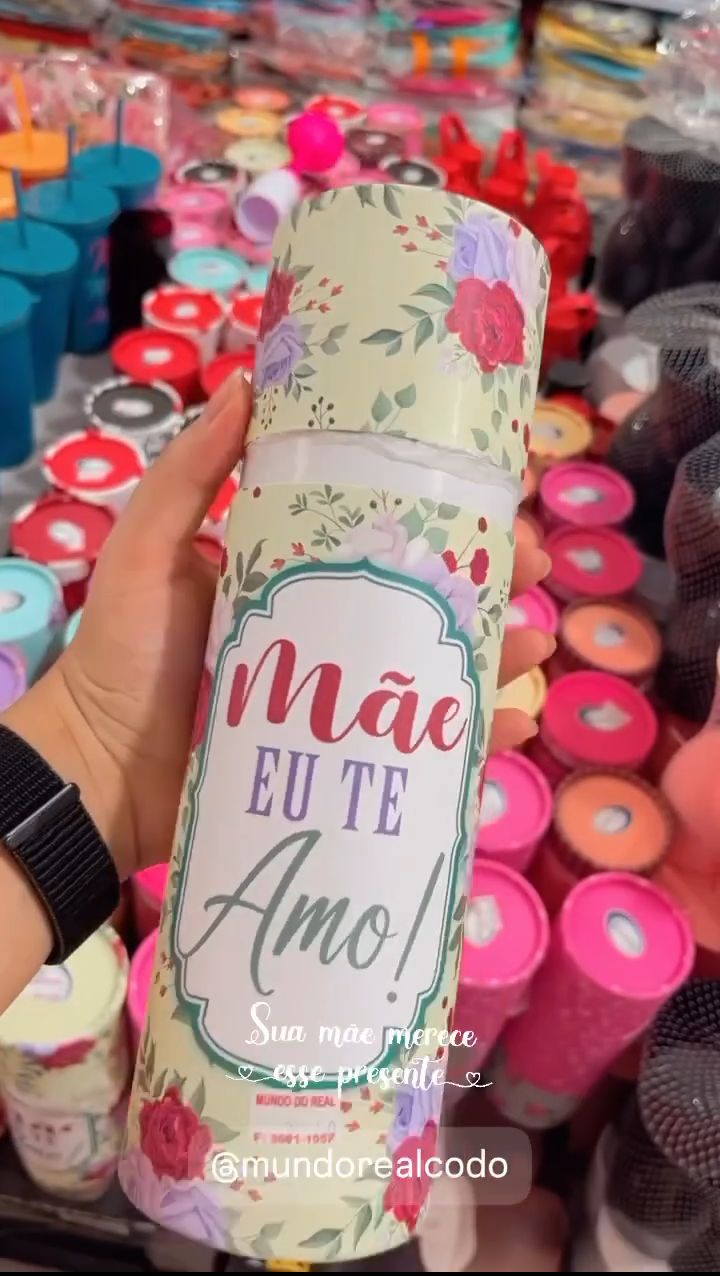 Mãe
EU TE
Amo!
Sua mãe merece
esse presente
MUNDO DO REAL
@mundorealcodo